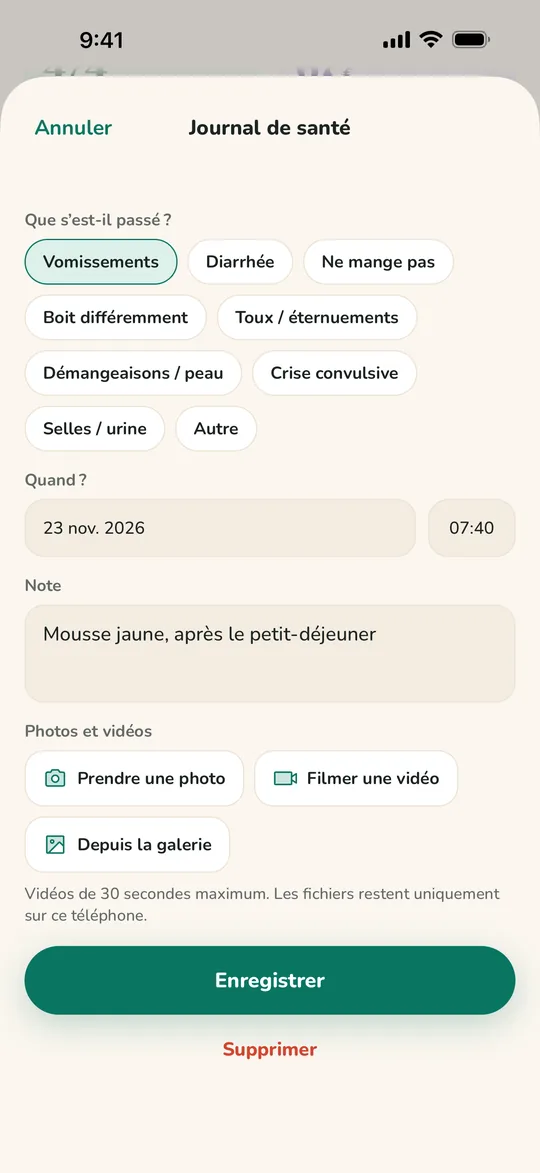 9:41
Annuler
Journal de santé
Que s’est-il passé ?
Vomissements
Diarrhée
Ne mange pas
Boit différemment
Toux / éternuements
Démangeaisons / peau
Crise convulsive
Selles / urine
Autre
Quand ?
23 nov. 2026
07:40
Note
Mousse jaune, après le petit-déjeuner
Photos et vidéos
Prendre une photo
Filmer une vidéo
Depuis la galerie
Vidéos de 30 secondes maximum. Les fichiers restent uniquement
sur ce téléphone.
Enregistrer
Supprimer